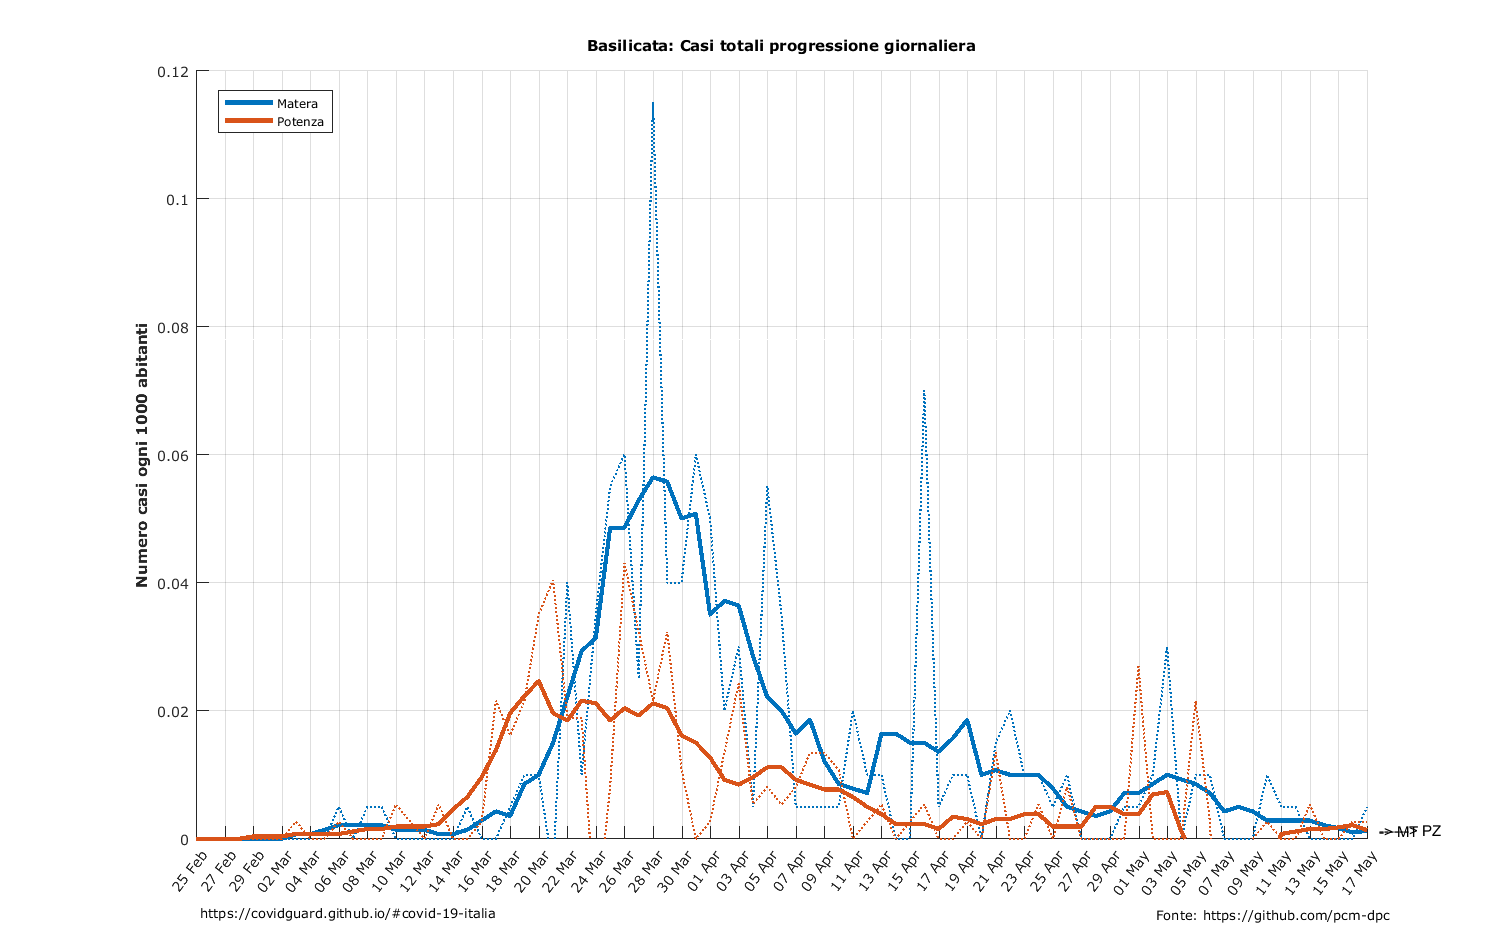 Basilicata: Casi totali progressione giornaliera
Numero casi ogni 1000 abitanti
0.12
0.1
0.08
0.06
0.04
0.02
0
Matera
Potenza
25 Feb
27 Feb
29 Feb
02 Mar
04 Mar
06 Mar
08 Mar
10 Mar
12 Mar
14 Mar
16 Mar
18 Mar
20 Mar
22 Mar
24 Mar
26 Mar
28 Mar
30 Mar
01 Apr
03 Apr
05 Apr
07 Apr
09 Apr
11 Apr
13 Apr
15 Apr
17 Apr
19 Apr
21 Apr
23 Apr
25 Apr
27 Apr
29 Apr
01 May
03 May
05 May
07 May
09 May
11 May
13 May
15 May
17 May
MT
PZ
https://covidguard.github.io/#covid-19-italia
Fonte: https://github.com/pcm-dpc